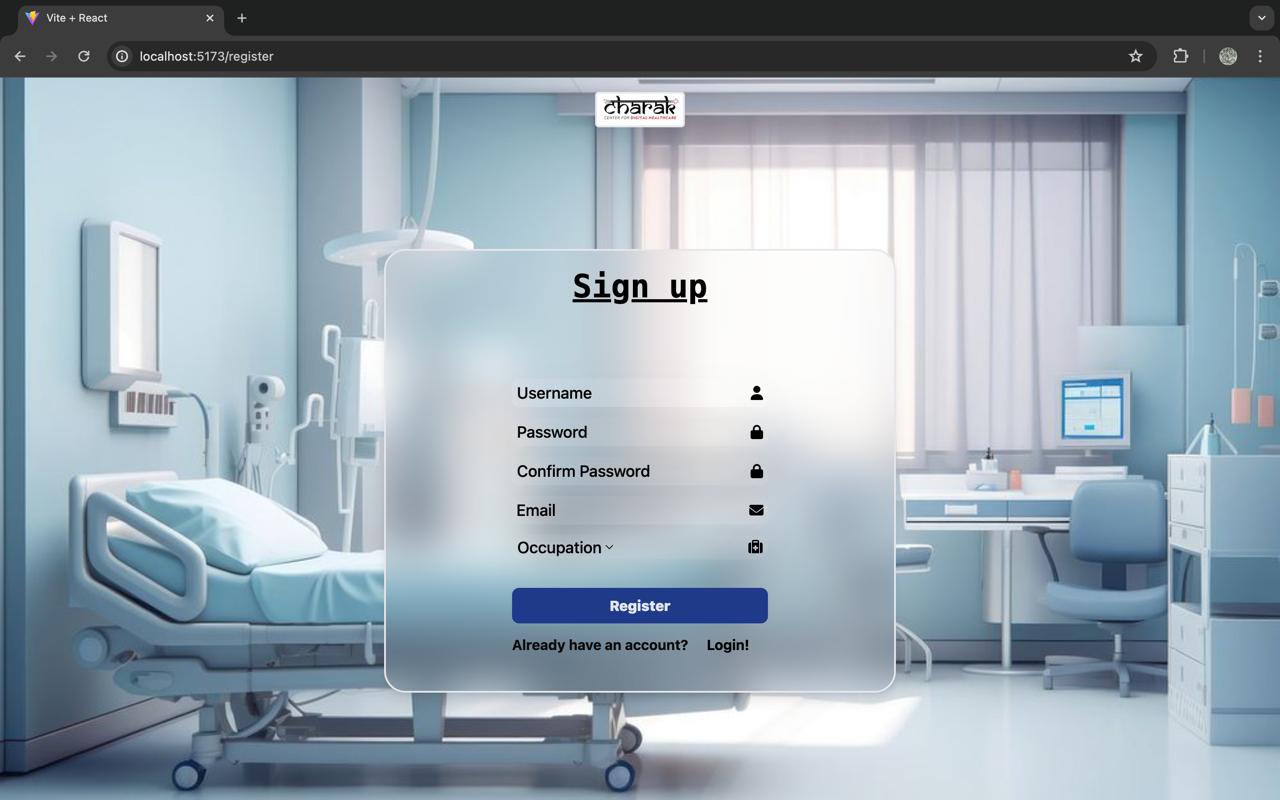 Vite + React
localhost:5173/register
charak
CENTER FOR DIGITAL HEALTHCARE
Sign up
Username
Password
Confirm Password
Email
Occupation
Register
Already have an account? Login!